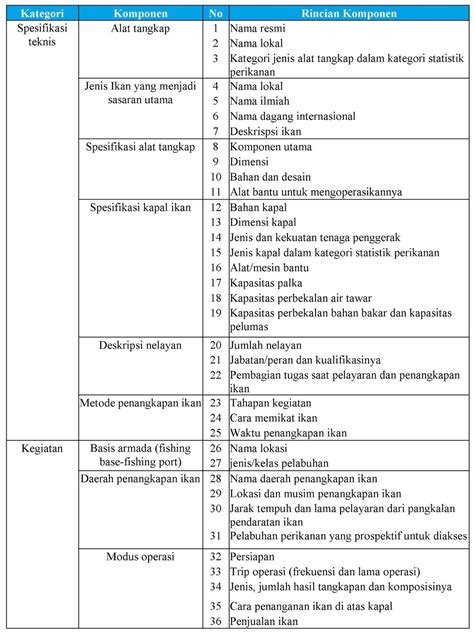 Kategori Komponen No Rincian Komponen
Spesifikasi teknis Alat tangkap 1 Nama resmi
2 Nama lokal
3 Kategori jenis alat tangkap dalam kategori statistik perikanan
Jenis Ikan yang menjadi sasaran utama 4 Nama lokal
5 Nama ilmiah
6 Nama dagang internasional
7 Deskrispsi ikan
Spesifikasi alat tangkap 8 Komponen utama
9 Dimensi
10 Bahan dan desain
11 Alat bantu untuk mengoperasikannya
Spesifikasi kapal ikan 12 Bahan kapal
13 Dimensi kapal
14 Jenis dan kekuatan tenaga penggerak
15 Jenis kapal dalam kategori statistik perikanan
16 Alat/mesin bantu
17 Kapasitas palka
18 Kapasitas perbekalan air tawar
19 Kapasitas perbekalan bahan bakar dan kapasitas pelumas
Deskripsi nelayan 20 Jumlah nelayan
21 Jabatan/peran dan kualifikasinya
22 Pembagian tugas saat pelayaran dan penangkapan ikan
Metode penangkapan ikan 23 Tahapan kegiatan
24 Cara memikat ikan
25 Waktu penangkapan ikan
Kegiatan Basis armada (fishing base-fishing port) 26 Nama lokasi
27 jenis/kelas pelabuhan
Daerah penangkapan ikan 28 Nama daerah penangkapan ikan
29 Lokasi dan musim penangkapan ikan
30 Jarak tempuh dan lama pelayaran dari pangkalan pendaratan ikan
31 Pelabuhan perikanan yang prospektif untuk diakses
Modus operasi 32 Persiapan
33 Trip operasi (frekuensi dan lama operasi)
34 Jenis, jumlah hasil tangkapan dan komposisinya
35 Cara penanganan ikan di atas kapal
36 Penjualan ikan